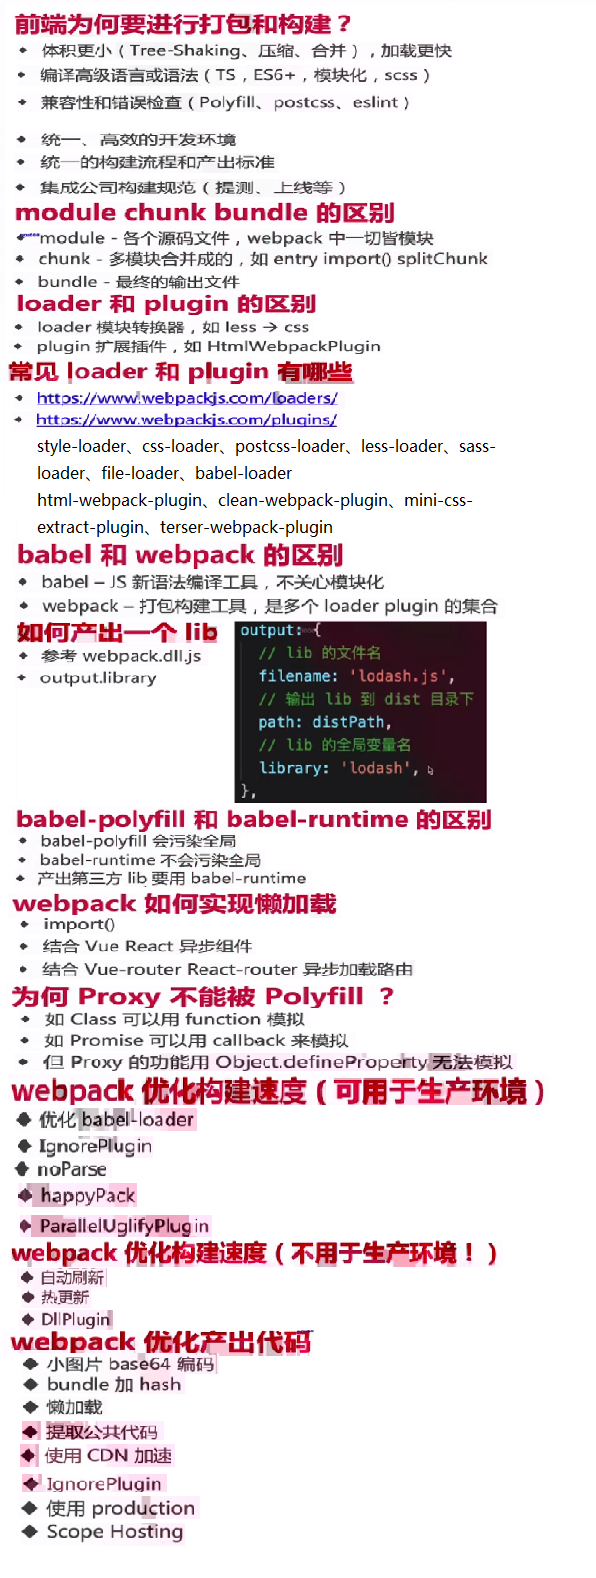 前端为何要进行打包和构建？
体积更小（Tree-Shaking、压缩、合并），加载更快
编译高级语言或语法（TS，ES6+，模块化，scss）
兼容性和错误检查（Polyfill、postcss、eslint）
统一、高效的开发环境
统一的构建流程和产出标准
集成公司构建规范（提测、上线等）
module chunk bundle 的区别
module - 各个源码文件，webpack 中一切皆模块
chunk - 多模块合并成的，如 entry import() splitChunk
bundle - 最终的输出文件
loader 和 plugin 的区别
loader 模块转换器，如 less → css
plugin 扩展插件，如 HtmlWebpackPlugin
常见 loader 和 plugin 有哪些
https://www.webpackjs.com/loaders/
https://www.webpackjs.com/plugins/
style-loader、css-loader、postcss-loader、less-loader、sass-
loader、file-loader、babel-loader
html-webpack-plugin、clean-webpack-plugin、mini-css-
extract-plugin、terser-webpack-plugin
babel 和 webpack 的区别
babel – JS 新语法编译工具，不关心模块化
webpack – 打包构建工具，是多个 loader plugin 的集合
如何产出一个 lib
参考 webpack.dll.js
output.library
output: {
// lib 的文件名
filename: 'lodash.js',
// 输出 lib 到 dist 目录下
path: distPath,
// lib 的全局变量名
library: 'lodash',
},
babel-polyfill 和 babel-runtime 的区别
babel-polyfill 会污染全局
babel-runtime 不会污染全局
产出第三方 lib 要用 babel-runtime
webpack 如何实现懒加载
import()
结合 Vue React 异步组件
结合 Vue-router React-router 异步加载路由
为何 Proxy 不能被 Polyfill ？
如 Class 可以用 function 模拟
如 Promise 可以用 callback 来模拟
但 Proxy 的功能用 Object.defineProperty 无法模拟
webpack 优化构建速度（可用于生产环境）
优化 babel-loader
IgnorePlugin
noParse
happyPack
ParallelUglifyPlugin
webpack 优化构建速度（不用于生产环境！）
自动刷新
热更新
DllPlugin
webpack 优化产出代码
小图片 base64 编码
bundle 加 hash
懒加载
提取公共代码
使用 CDN 加速
IgnorePlugin
使用 production
Scope Hosting